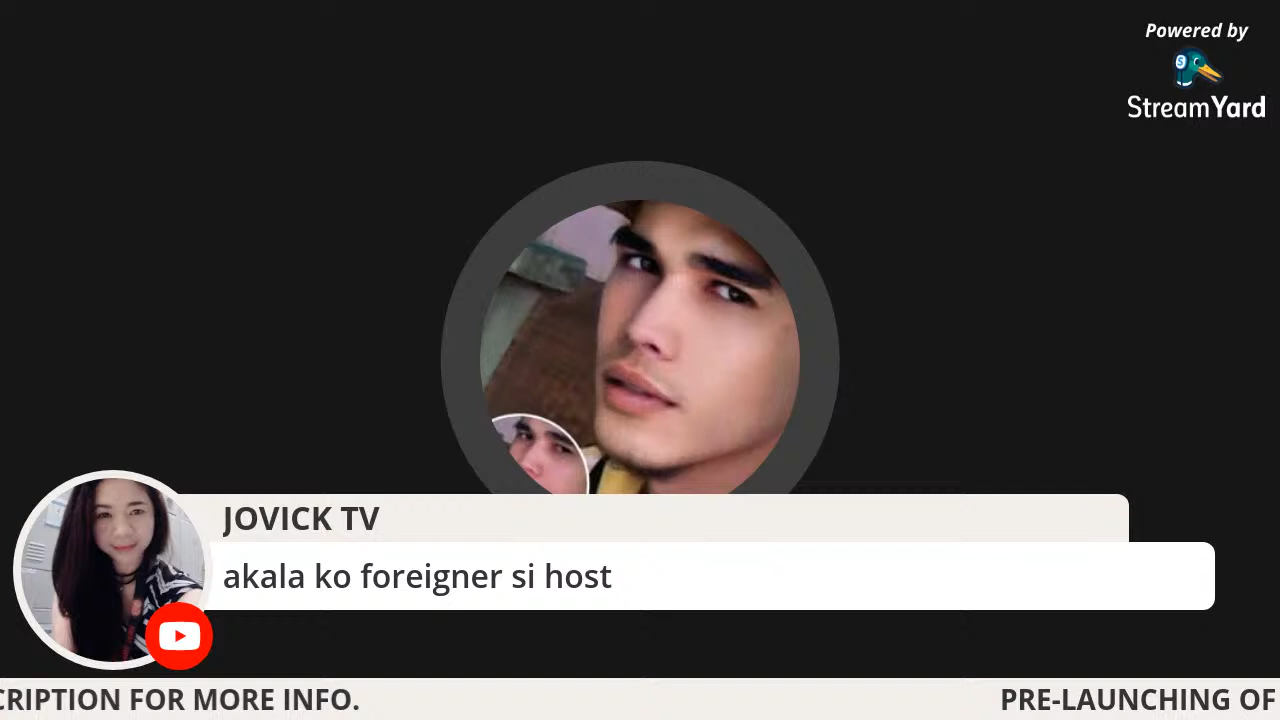 Powered by
StreamYard
JOVICK TV
akala ko foreigner si host
CRIPTION FOR MORE INFO.
PRE-LAUNCHING OF